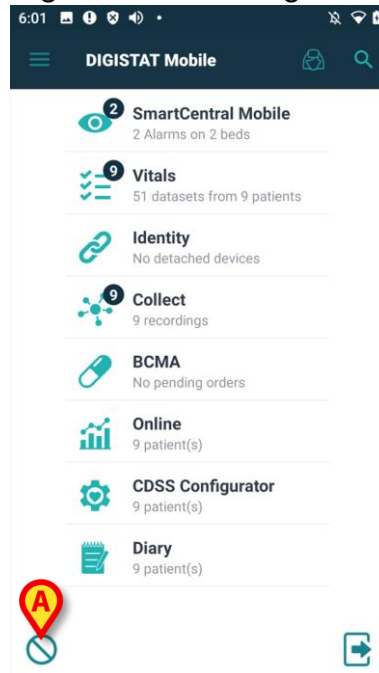 6:01
DIGISTAT Mobile
2
SmartCentral Mobile
2 Alarms on 2 beds
9
Vitals
51 datasets from 9 patients
Identity
No detached devices
9
Collect
9 recordings
BCMA
No pending orders
Online
9 patient(s)
CDSS Configurator
9 patient(s)
Diary
9 patient(s)
A